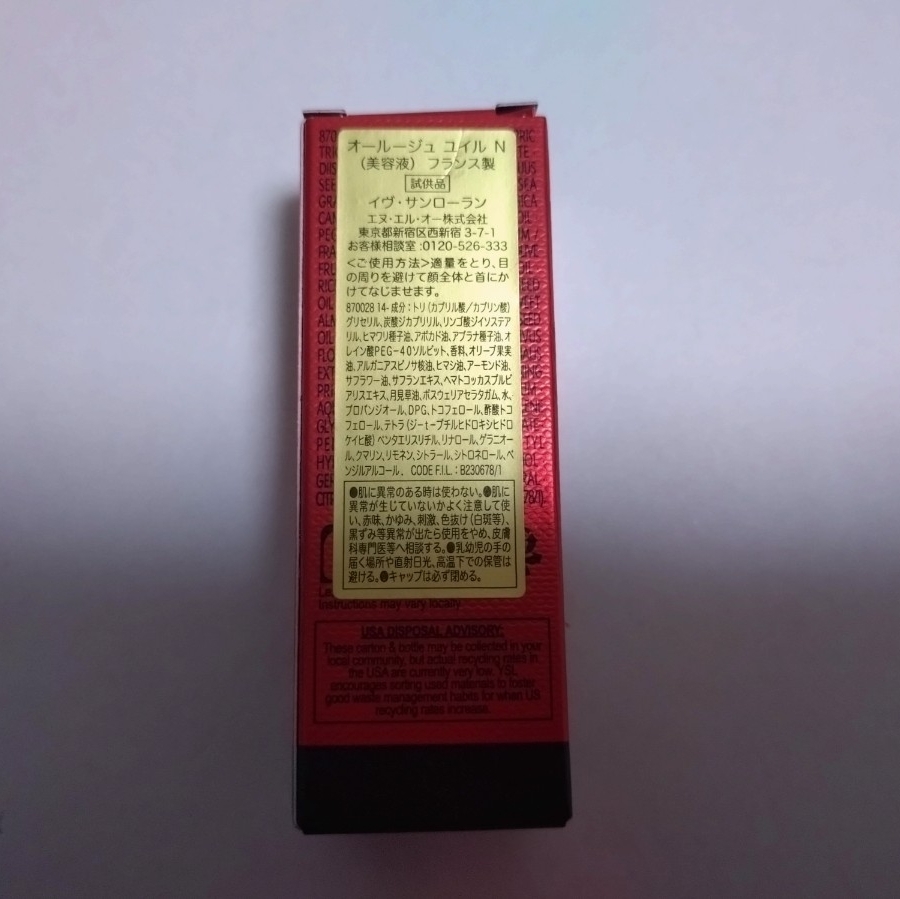 オールージュ ユイル N
（美容液） フランス製
試供品
イヴ・サンローラン
エヌ・エル・オー株式会社
東京都新宿区西新宿 3-7-1
お客様相談室:0120-526-333
<ご使用方法>適量をとり、目
の周りを避けて顔全体と首にか
けてなじませます。
870028 14-成分：トリ（カプリル酸／カプリン酸）
グリセリル、炭酸ジカプリリル、リンゴ酸ジイソステア
リル、ヒマワリ種子油、アボカド油、アブラナ種子油、オ
レイン酸PEG-40ソルビット、香料、オリーブ果実
油、アルガニアスピノサ核油、ヒマシ油、アーモンド油、
サフラワー油、サフランエキス、ヘマトコッカスプルビ
アリスエキス、月見草油、ボスウェリアセラタガム、水、
プロパンジオール、DPG、トコフェロール、酢酸トコ
フェロール、テトラ（ジ-t-ブチルヒドロキシヒドロ
ケイヒ酸）ペンタエリスリチル、リナロール、ゲラニオー
ル、クマリン、リモネン、シトラール、シトロネロール、ベ
ンジルアルコール． CODE F.I.L. : B230678/1
●肌に異常のある時は使わない。●肌に
異常が生じていないかよく注意して使
い、赤味、かゆみ、刺激、色抜け（白斑等）、
黒ずみ等異常が出たら使用をやめ、皮膚
科専門医等へ相談する。●乳幼児の手の
届く場所や直射日光、高温下での保管は
避ける。●キャップは必ず閉める。
Instructions may vary locally.
USA DISPOSAL ADVISORY:
These carton & bottle may be collected in your
local community, but actual recycling rates in
the USA are currently very low. YSL
encourages sorting used materials to foster
good waste management habits for when US
recycling rates increase.